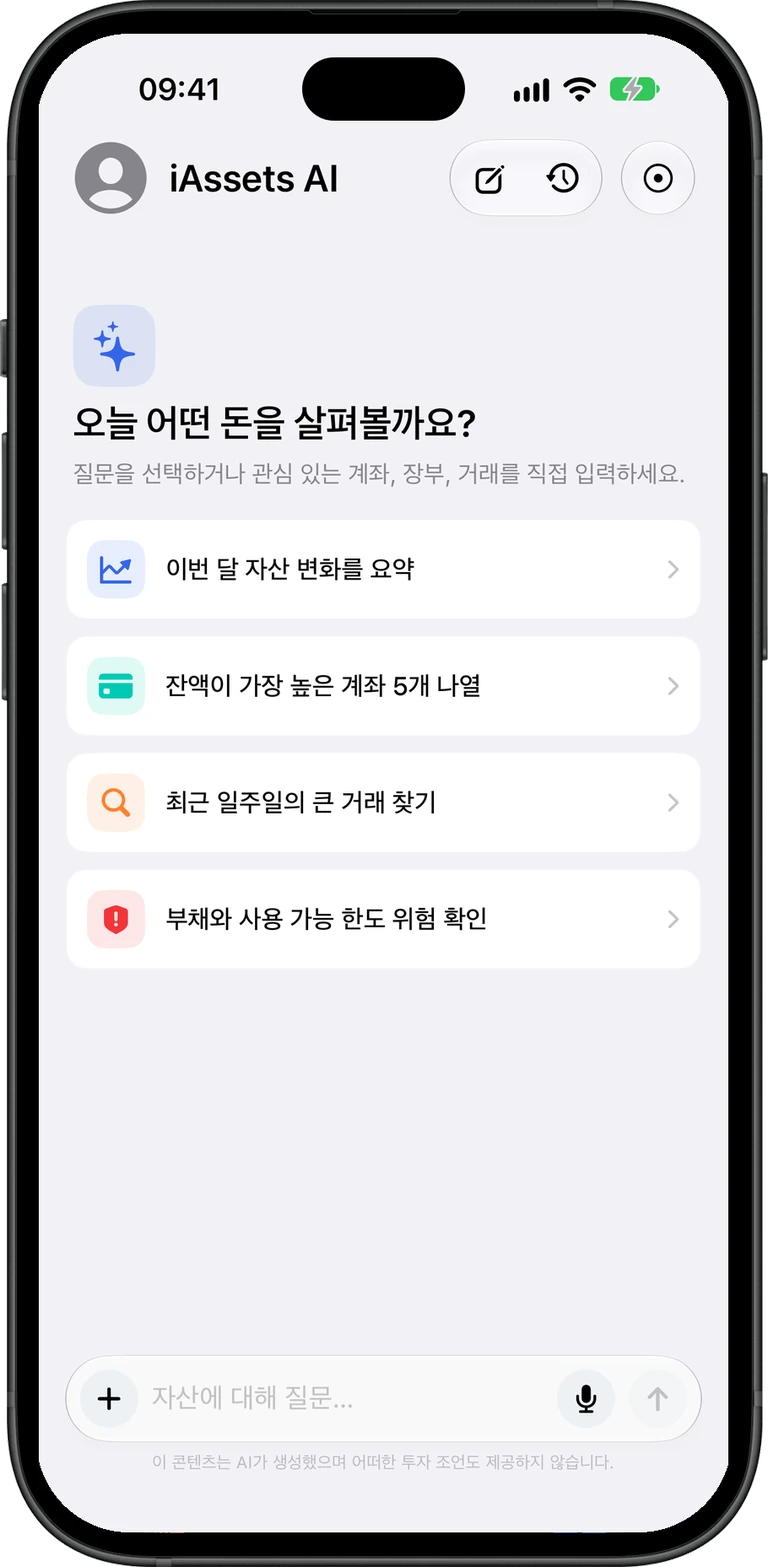 09:41
iAssets AI
오늘 어떤 돈을 살펴볼까요?
질문을 선택하거나 관심 있는 계좌, 장부, 거래를 직접 입력하세요.
이번 달 자산 변화를 요약
잔액이 가장 높은 계좌 5개 나열
최근 일주일의 큰 거래 찾기
부채와 사용 가능 한도 위험 확인
자산에 대해 질문...
이 콘텐츠는 AI가 생성했으며 어떠한 투자 조언도 제공하지 않습니다.